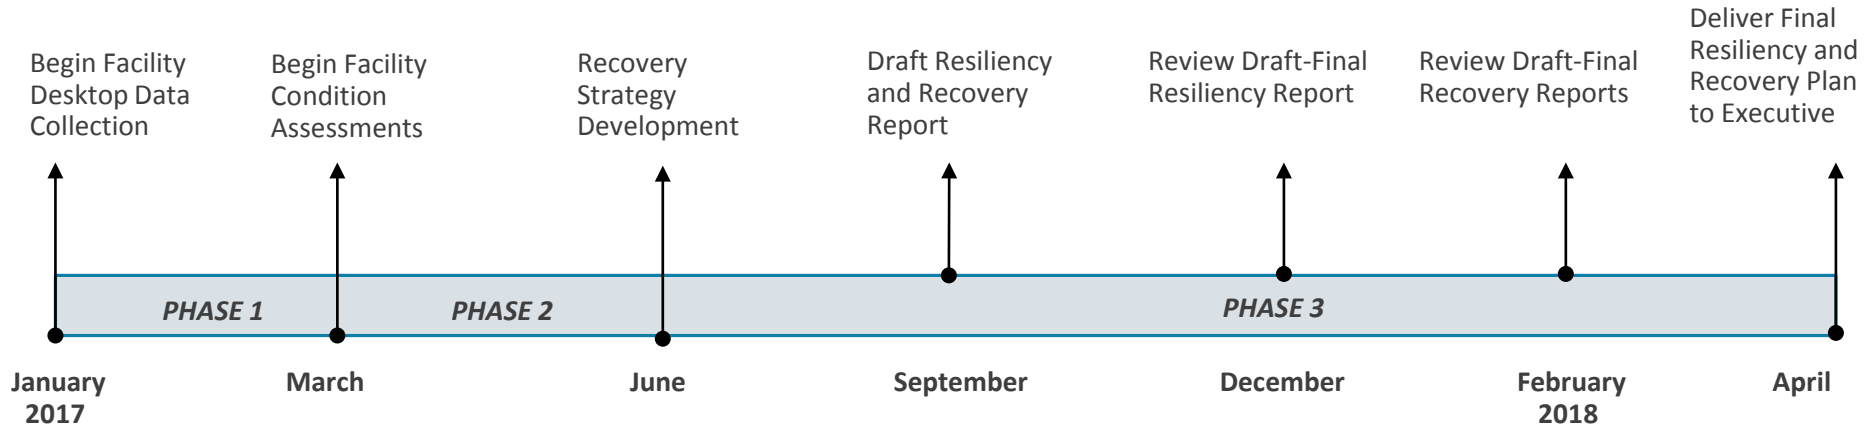 Begin Facility
Desktop Data
Collection
Begin Facility
Condition
Assessments
Recovery
Strategy
Development
Draft Resiliency
and Recovery
Report
Review Draft-Final
Resiliency Report
Review Draft-Final
Recovery Reports
Deliver Final
Resiliency and
Recovery Plan
to Executive
PHASE 1
PHASE 2
PHASE 3
January
2017
March
June
September
December
February
2018
April